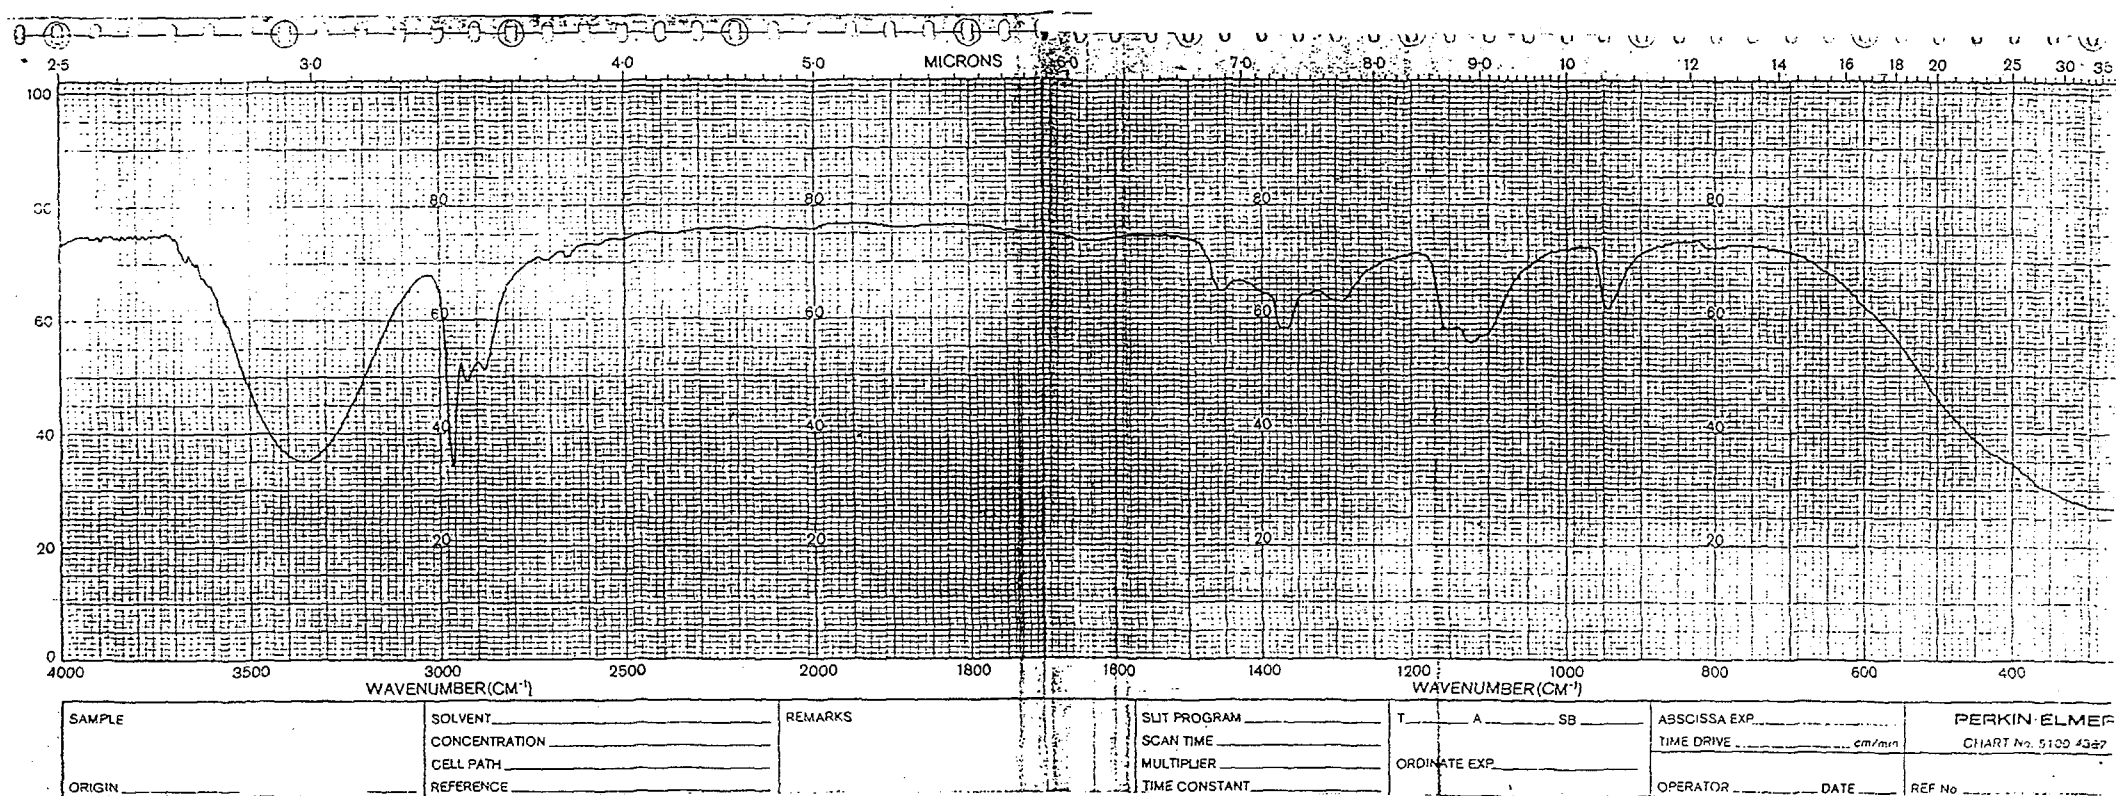 2·5 3·0 4·0 5·0 MICRONS 6·0 7·0 8·0 9·0 10 12 14 16 18 20 25 30 35
100
80 80 80 80
60 60 60 60 60
40 40 40 40 40
20 20 20 20 20
0
4000 3500 3000 2500 2000 1800 1600 1400 1200 1000 800 600 400
WAVENUMBER(CM⁻¹) WAVENUMBER(CM⁻¹)
SAMPLE
ORIGIN
SOLVENT
CONCENTRATION
CELL PATH
REFERENCE
REMARKS
SLIT PROGRAM
SCAN TIME
MULTIPLIER
TIME CONSTANT
T A SB
ORDINATE EXP
ABSCISSA EXP
TIME DRIVE cm/min
OPERATOR DATE
PERKIN-ELMER
CHART No.
REF No